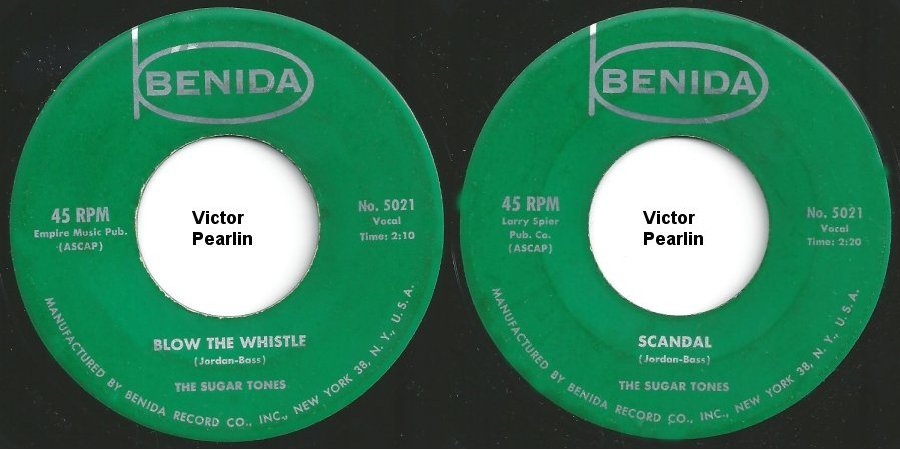 BENIDA
45 RPM
Empire Music Pub.
(ASCAP)
Victor
Pearlin
No. 5021
Vocal
Time: 2:10
BLOW THE WHISTLE
(Jordan-Bass)
THE SUGAR TONES
MANUFACTURED BY BENIDA RECORD CO., INC., NEW YORK 38, N. Y., U. S. A.
BENIDA
45 RPM
Larry Spier
Pub. Co.
(ASCAP)
Victor
Pearlin
No. 5021
Vocal
Time: 2:20
SCANDAL
(Jordan-Bass)
THE SUGAR TONES
MANUFACTURED BY BENIDA RECORD CO., INC., NEW YORK 38, N. Y., U. S. A.